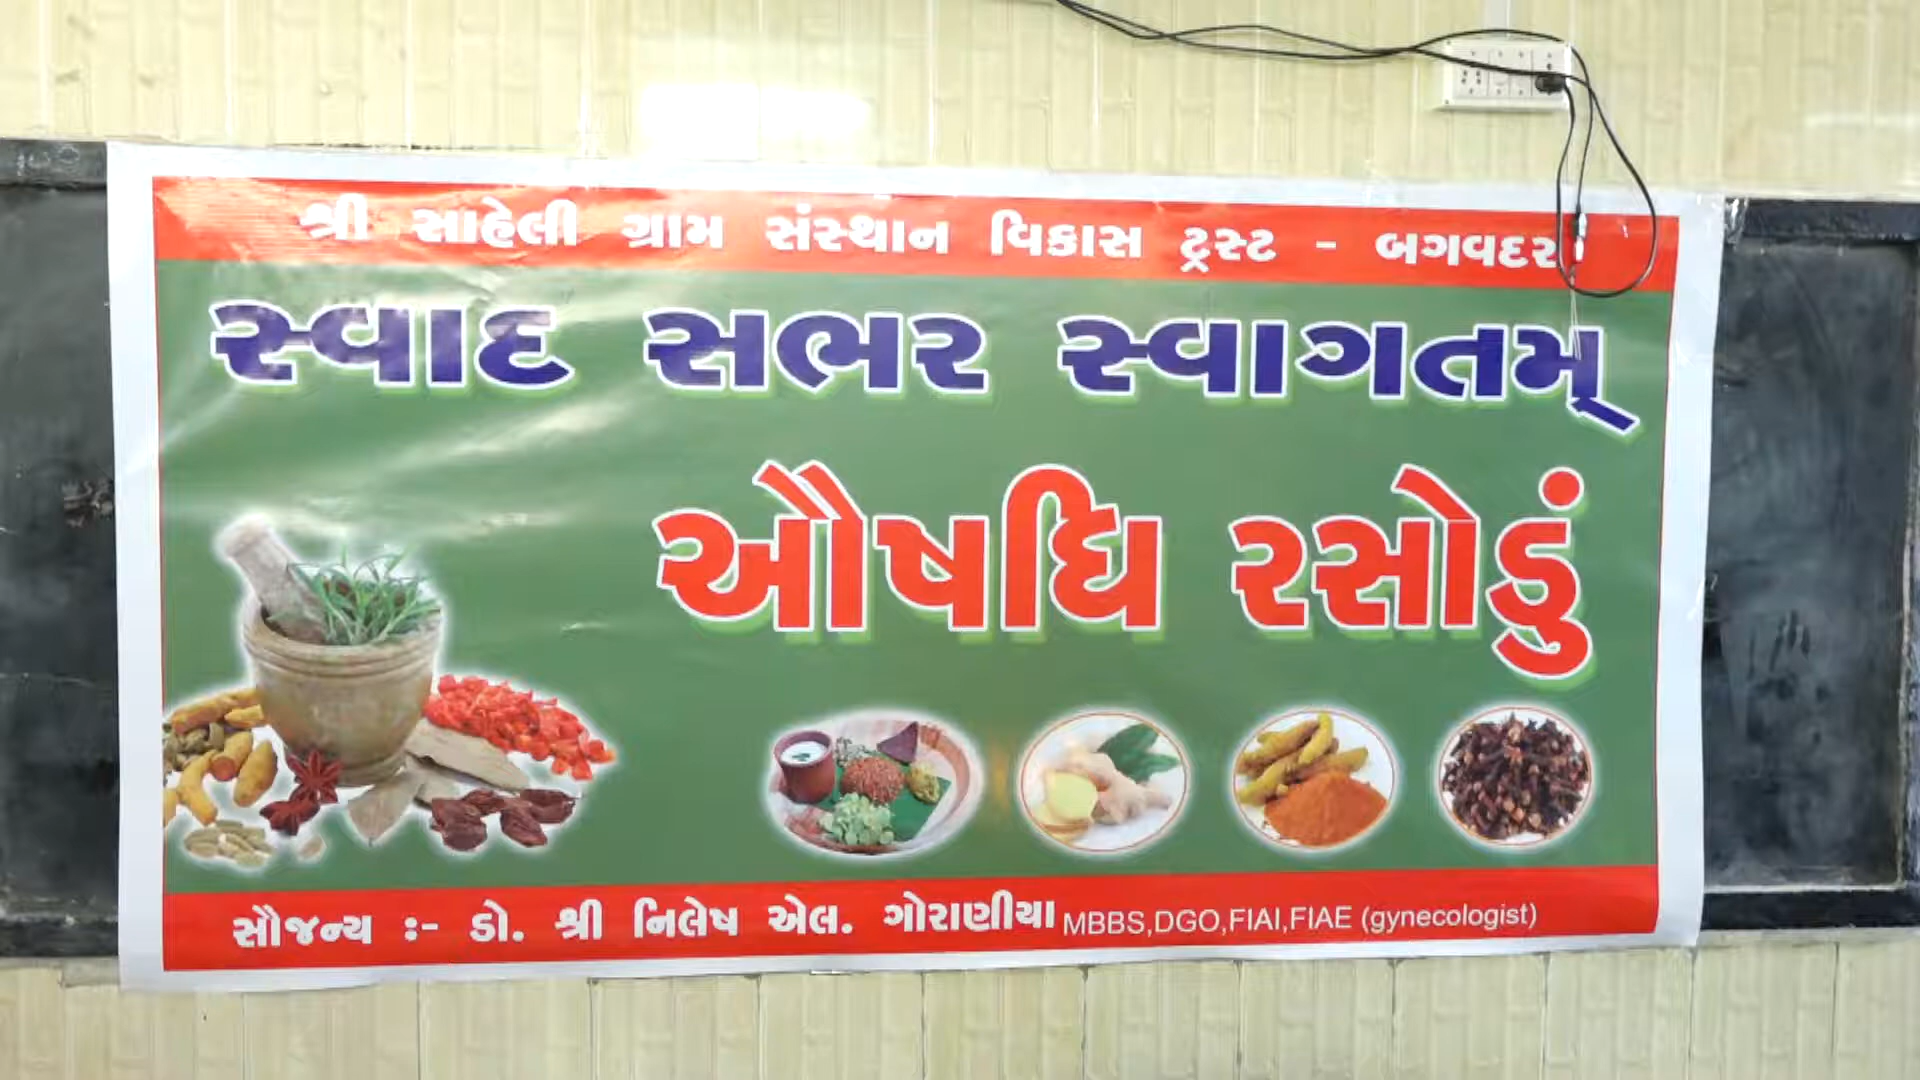 શ્રી સાહેલી ગ્રામ સંસ્થાન વિકાસ ટ્રસ્ટ - બગવદર
સ્વાદ સભર સ્વાગતમ્
ઔષધિ રસોડું
સૌજન્ય :- ડો. શ્રી નિલેષ એલ. ગોરાણીયા MBBS,DGO,FIAI,FIAE (gynecologist)